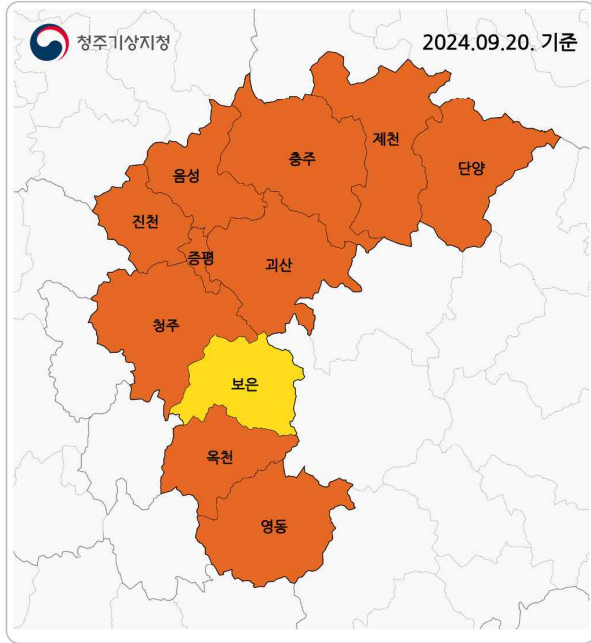 청주기상지청
2024.09.20. 기준
제천
충주
단양
음성
진천
증평
괴산
청주
보은
옥천
영동